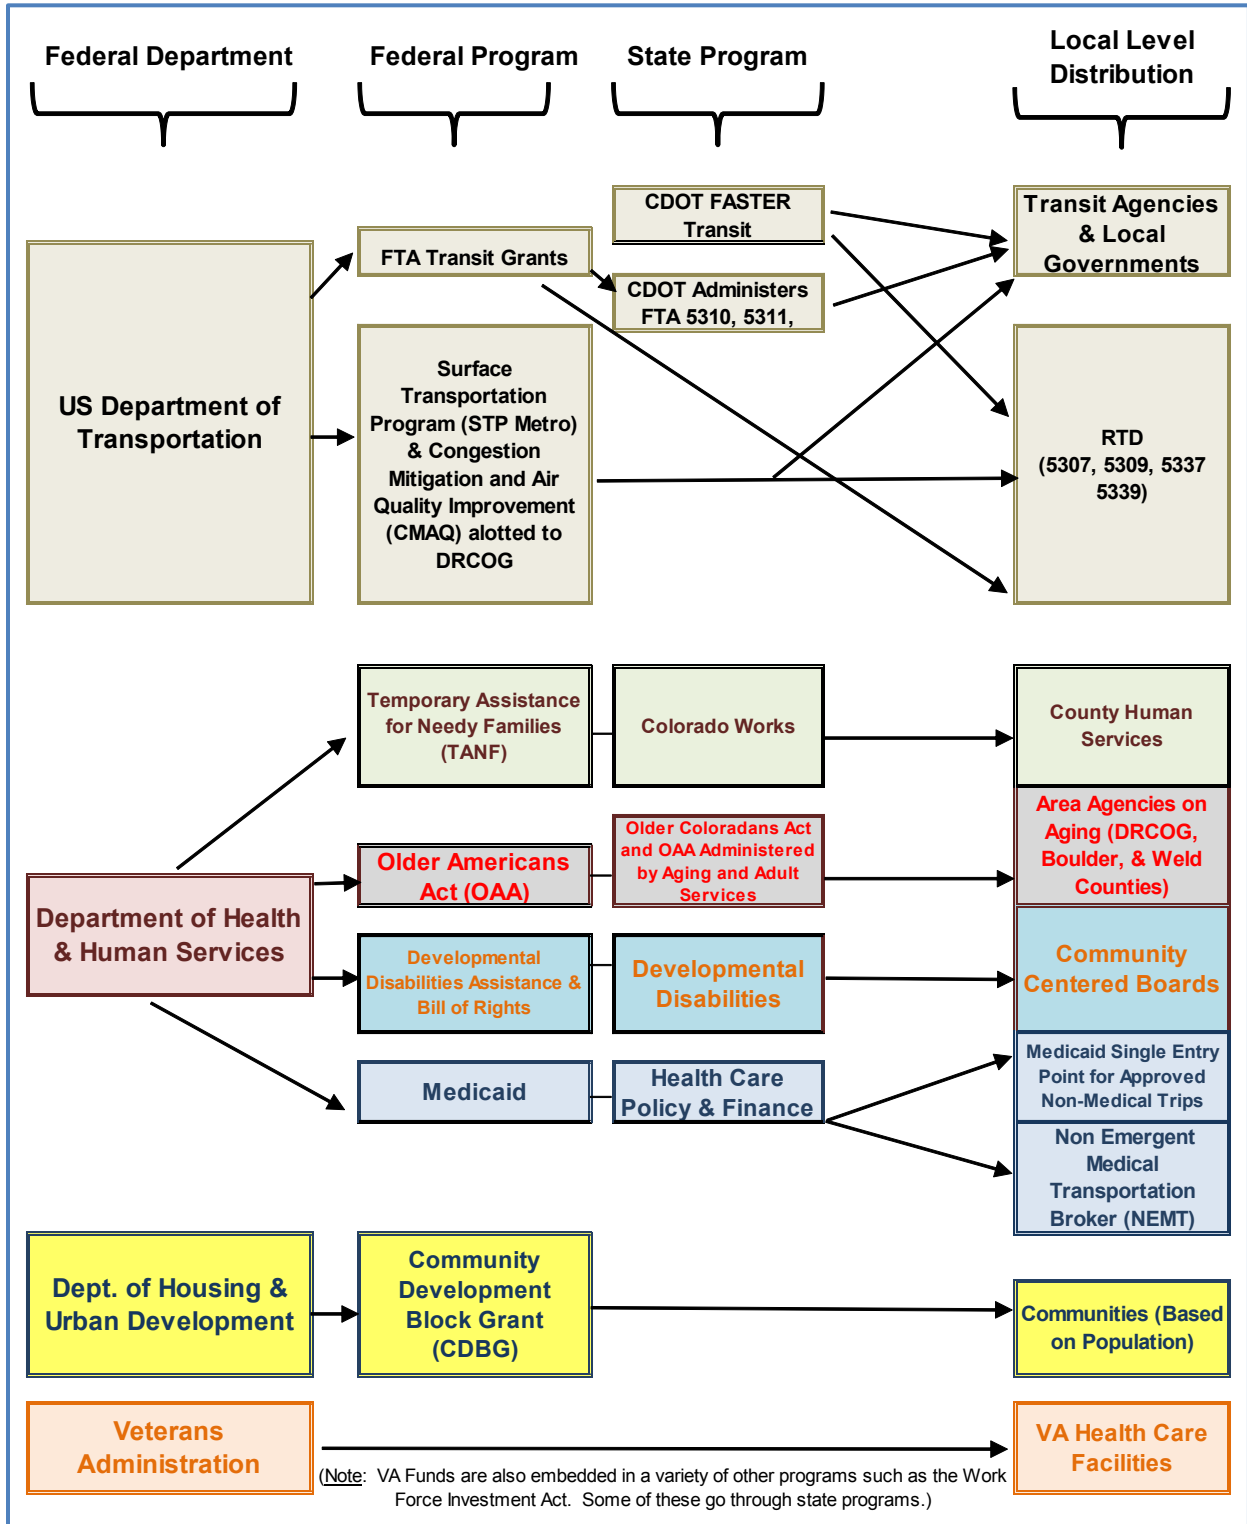 Federal Department
Federal Program
State Program
Local Level
Distribution
CDOT FASTER
Transit
Transit Agencies
& Local
Governments
FTA Transit Grants
CDOT Administers
FTA 5310, 5311,
US Department of
Transportation
Surface
Transportation
Program (STP Metro)
& Congestion
Mitigation and Air
Quality Improvement
(CMAQ) alotted to
DRCOG
RTD
(5307, 5309, 5337
5339)
Temporary Assistance
for Needy Families
(TANF)
Colorado Works
County Human
Services
Older Americans
Act (OAA)
Older Coloradans Act
and OAA Administered
by Aging and Adult
Services
Area Agencies on
Aging (DRCOG,
Boulder, & Weld
Counties)
Department of Health
& Human Services
Developmental
Disabilities Assistance &
Bill of Rights
Developmental
Disabilities
Community
Centered Boards
Medicaid
Health Care
Policy & Finance
Medicaid Single Entry
Point for Approved
Non-Medical Trips
Non Emergent
Medical
Transportation
Broker (NEMT)
Dept. of Housing &
Urban Development
Community
Development
Block Grant
(CDBG)
Communities (Based
on Population)
Veterans
Administration
VA Health Care
Facilities
(Note: VA Funds are also embedded in a variety of other programs such as the Work
Force Investment Act. Some of these go through state programs.)